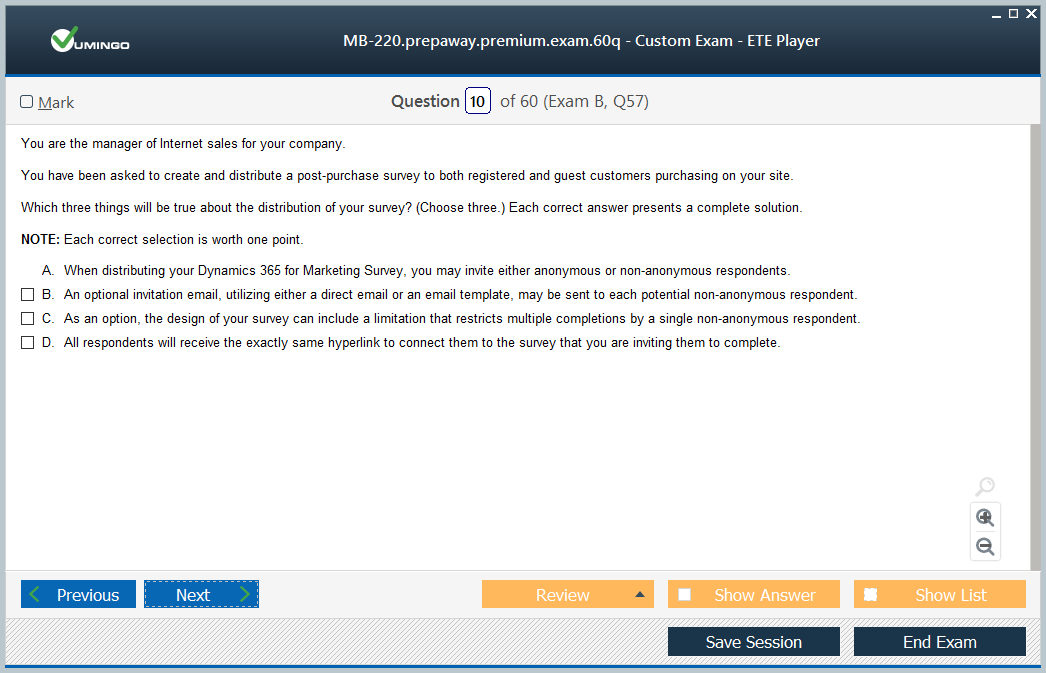 VUMINGO
MB-220.prepaway.premium.exam.60q - Custom Exam - ETE Player
Mark
Question 10 of 60 (Exam B, Q57)
You are the manager of Internet sales for your company.
You have been asked to create and distribute a post-purchase survey to both registered and guest customers purchasing on your site.
Which three things will be true about the distribution of your survey? (Choose three.) Each correct answer presents a complete solution.
NOTE: Each correct selection is worth one point.
A. When distributing your Dynamics 365 for Marketing Survey, you may invite either anonymous or non-anonymous respondents.
B. An optional invitation email, utilizing either a direct email or an email template, may be sent to each potential non-anonymous respondent.
C. As an option, the design of your survey can include a limitation that restricts multiple completions by a single non-anonymous respondent.
D. All respondents will receive the exactly same hyperlink to connect them to the survey that you are inviting them to complete.
Previous
Next
Review
Show Answer
Show List
Save Session
End Exam